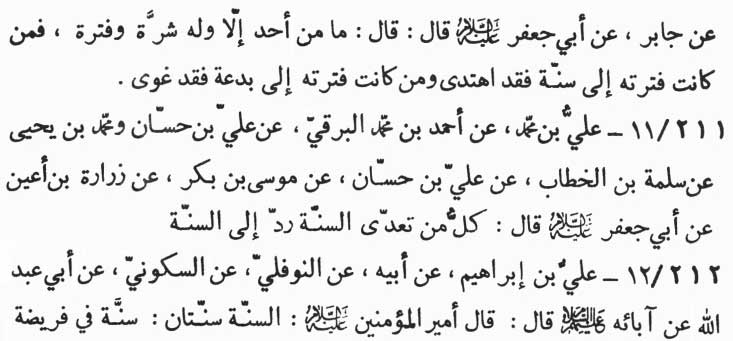 عن جابر ، عن أبي جعفر عليه السلام قال : قال : ما من أحد إلّا وله شرَّة وفترة ، فمن
كانت فترته إلى سنّة فقد اهتدى ومن كانت فترته إلى بدعة فقد غوى .
٢١١/ ١١ ــ عليُّ بن محمّد، عن أحمد بن محمّد البرقيّ ، عن عليّ بن حسّان ومحمّد بن يحيى
عن سلمة بن الخطاب ، عن عليّ بن حسّان ، عن موسى بن بكر ، عن زرارة بن أعين
عن أبي جعفر عليه السلام قال : كلُّ من تعدّى السنّة ردّ إلى السنّة
٢١٢/ ١٢ ــ عليُّ بن إبراهيم ، عن أبيه ، عن النوفليّ، عن السكونيّ ، عن أبي عبد
الله عن آبائه عليهم السلام قال : قال أمير المؤمنين عليه السلام : السنّة سنّتان : سنَّة في فريضة